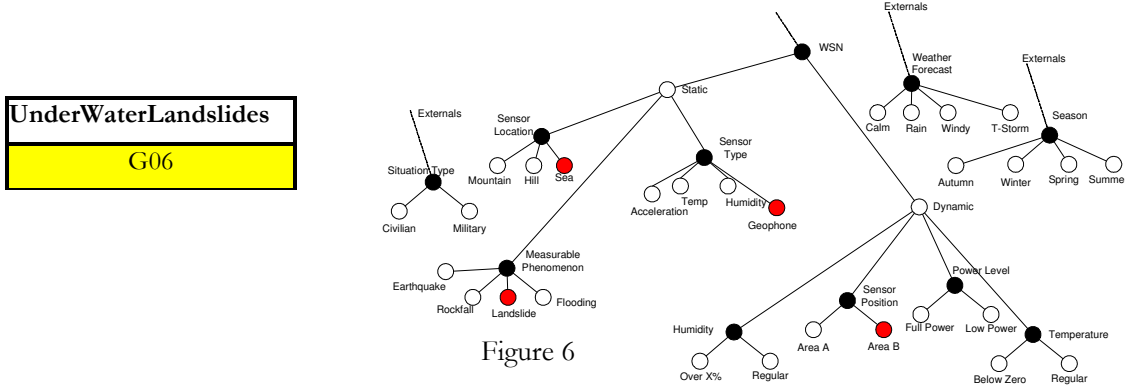 UnderWaterLandslides
G06
Externals
Situation Type
Civilian
Military
WSN
Static
Sensor
Location
Mountain
Hill
Sea
Sensor
Type
Acceleration
Temp
Humidity
Geophone
Measurable
Phenomenon
Earthquake
Rockfall
Landslide
Flooding
Figure 6
Externals
Weather
Forecast
Calm
Rain
Windy
T-Storm
Externals
Season
Autumn
Winter
Spring
Summe
Dynamic
Humidity
Over X%
Regular
Sensor
Position
Area A
Area B
Power Level
Full Power
Low Power
Temperature
Below Zero
Regular